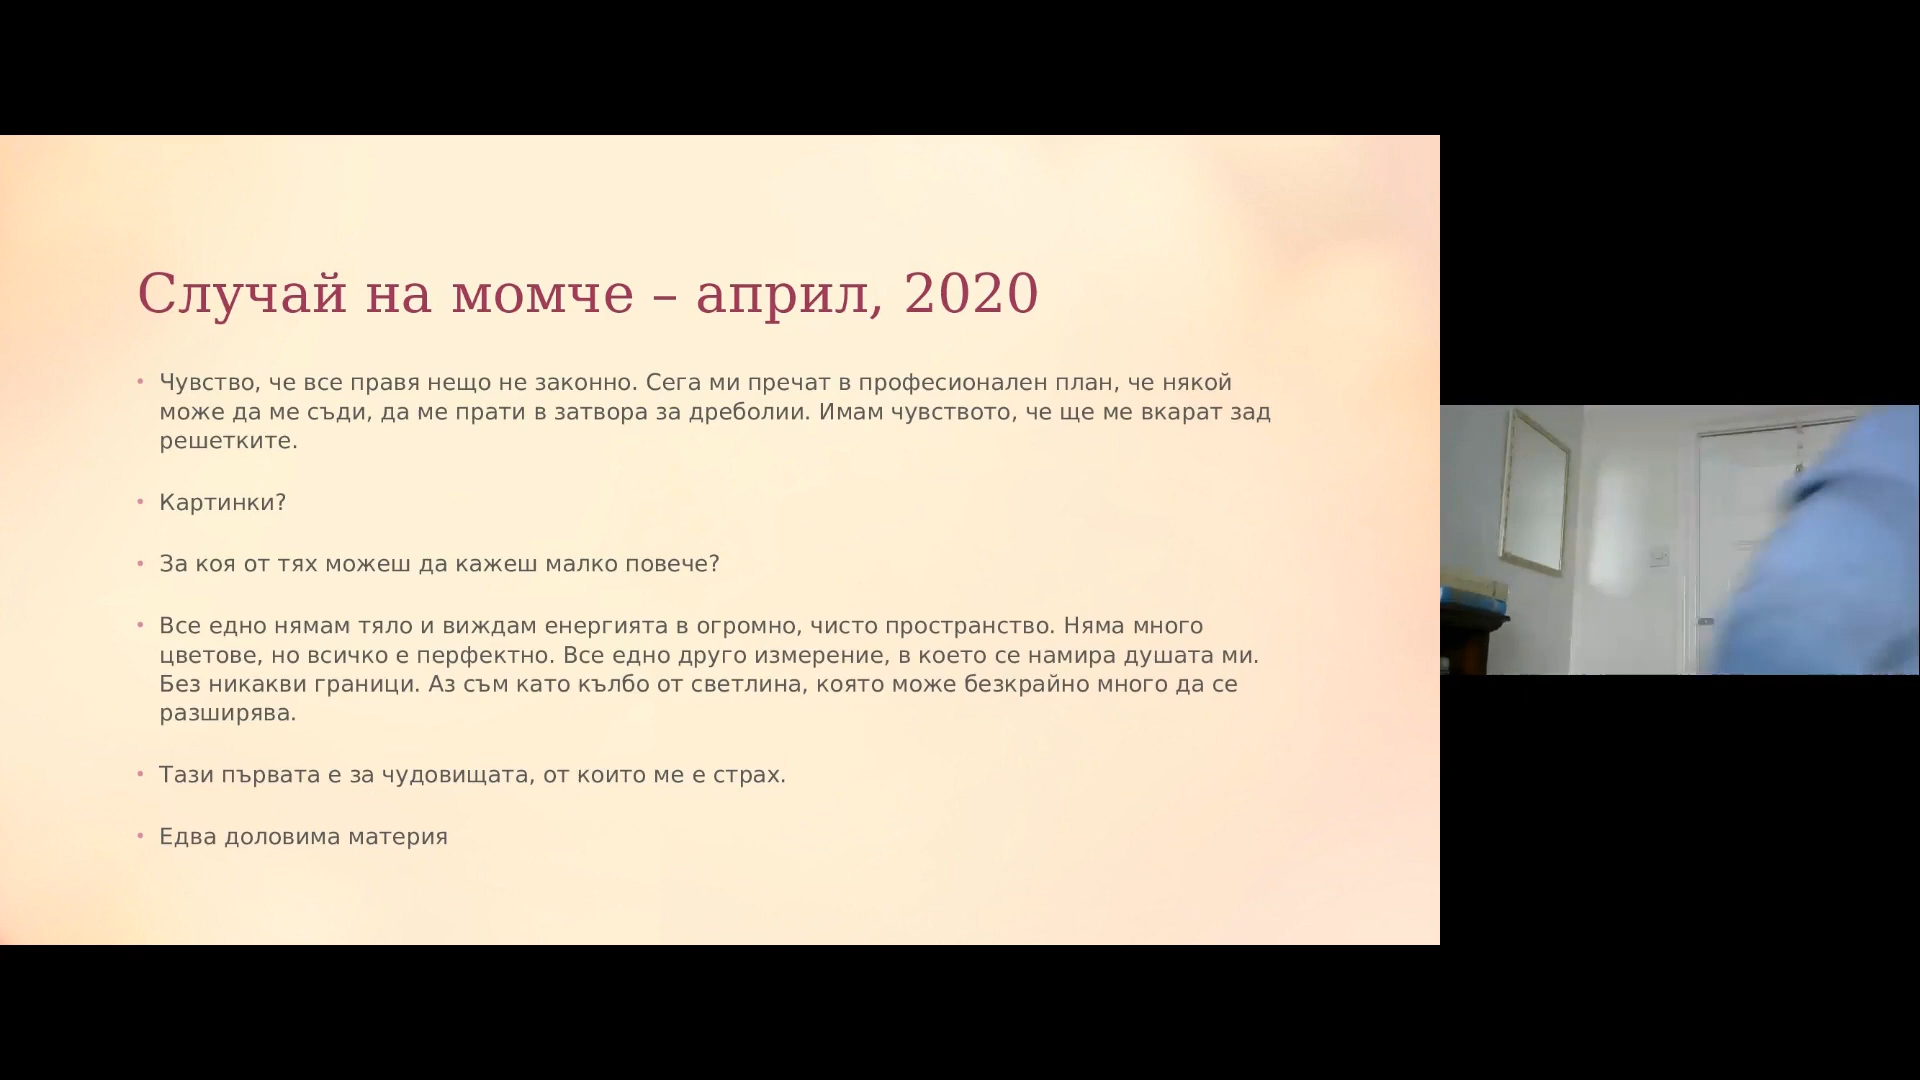 Случай на момче – април, 2020
• Чувство, че все правя нещо не законно. Сега ми пречат в професионален план, че някой
може да ме съди, да ме прати в затвора за дреболии. Имам чувството, че ще ме вкарат зад
решетките.
• Картинки?
• За коя от тях можеш да кажеш малко повече?
• Все едно нямам тяло и виждам енергията в огромно, чисто пространство. Няма много
цветове, но всичко е перфектно. Все едно друго измерение, в което се намира душата ми.
Без никакви граници. Аз съм като кълбо от светлина, която може безкрайно много да се
разширява.
• Тази първата е за чудовищата, от които ме е страх.
• Едва доловима материя